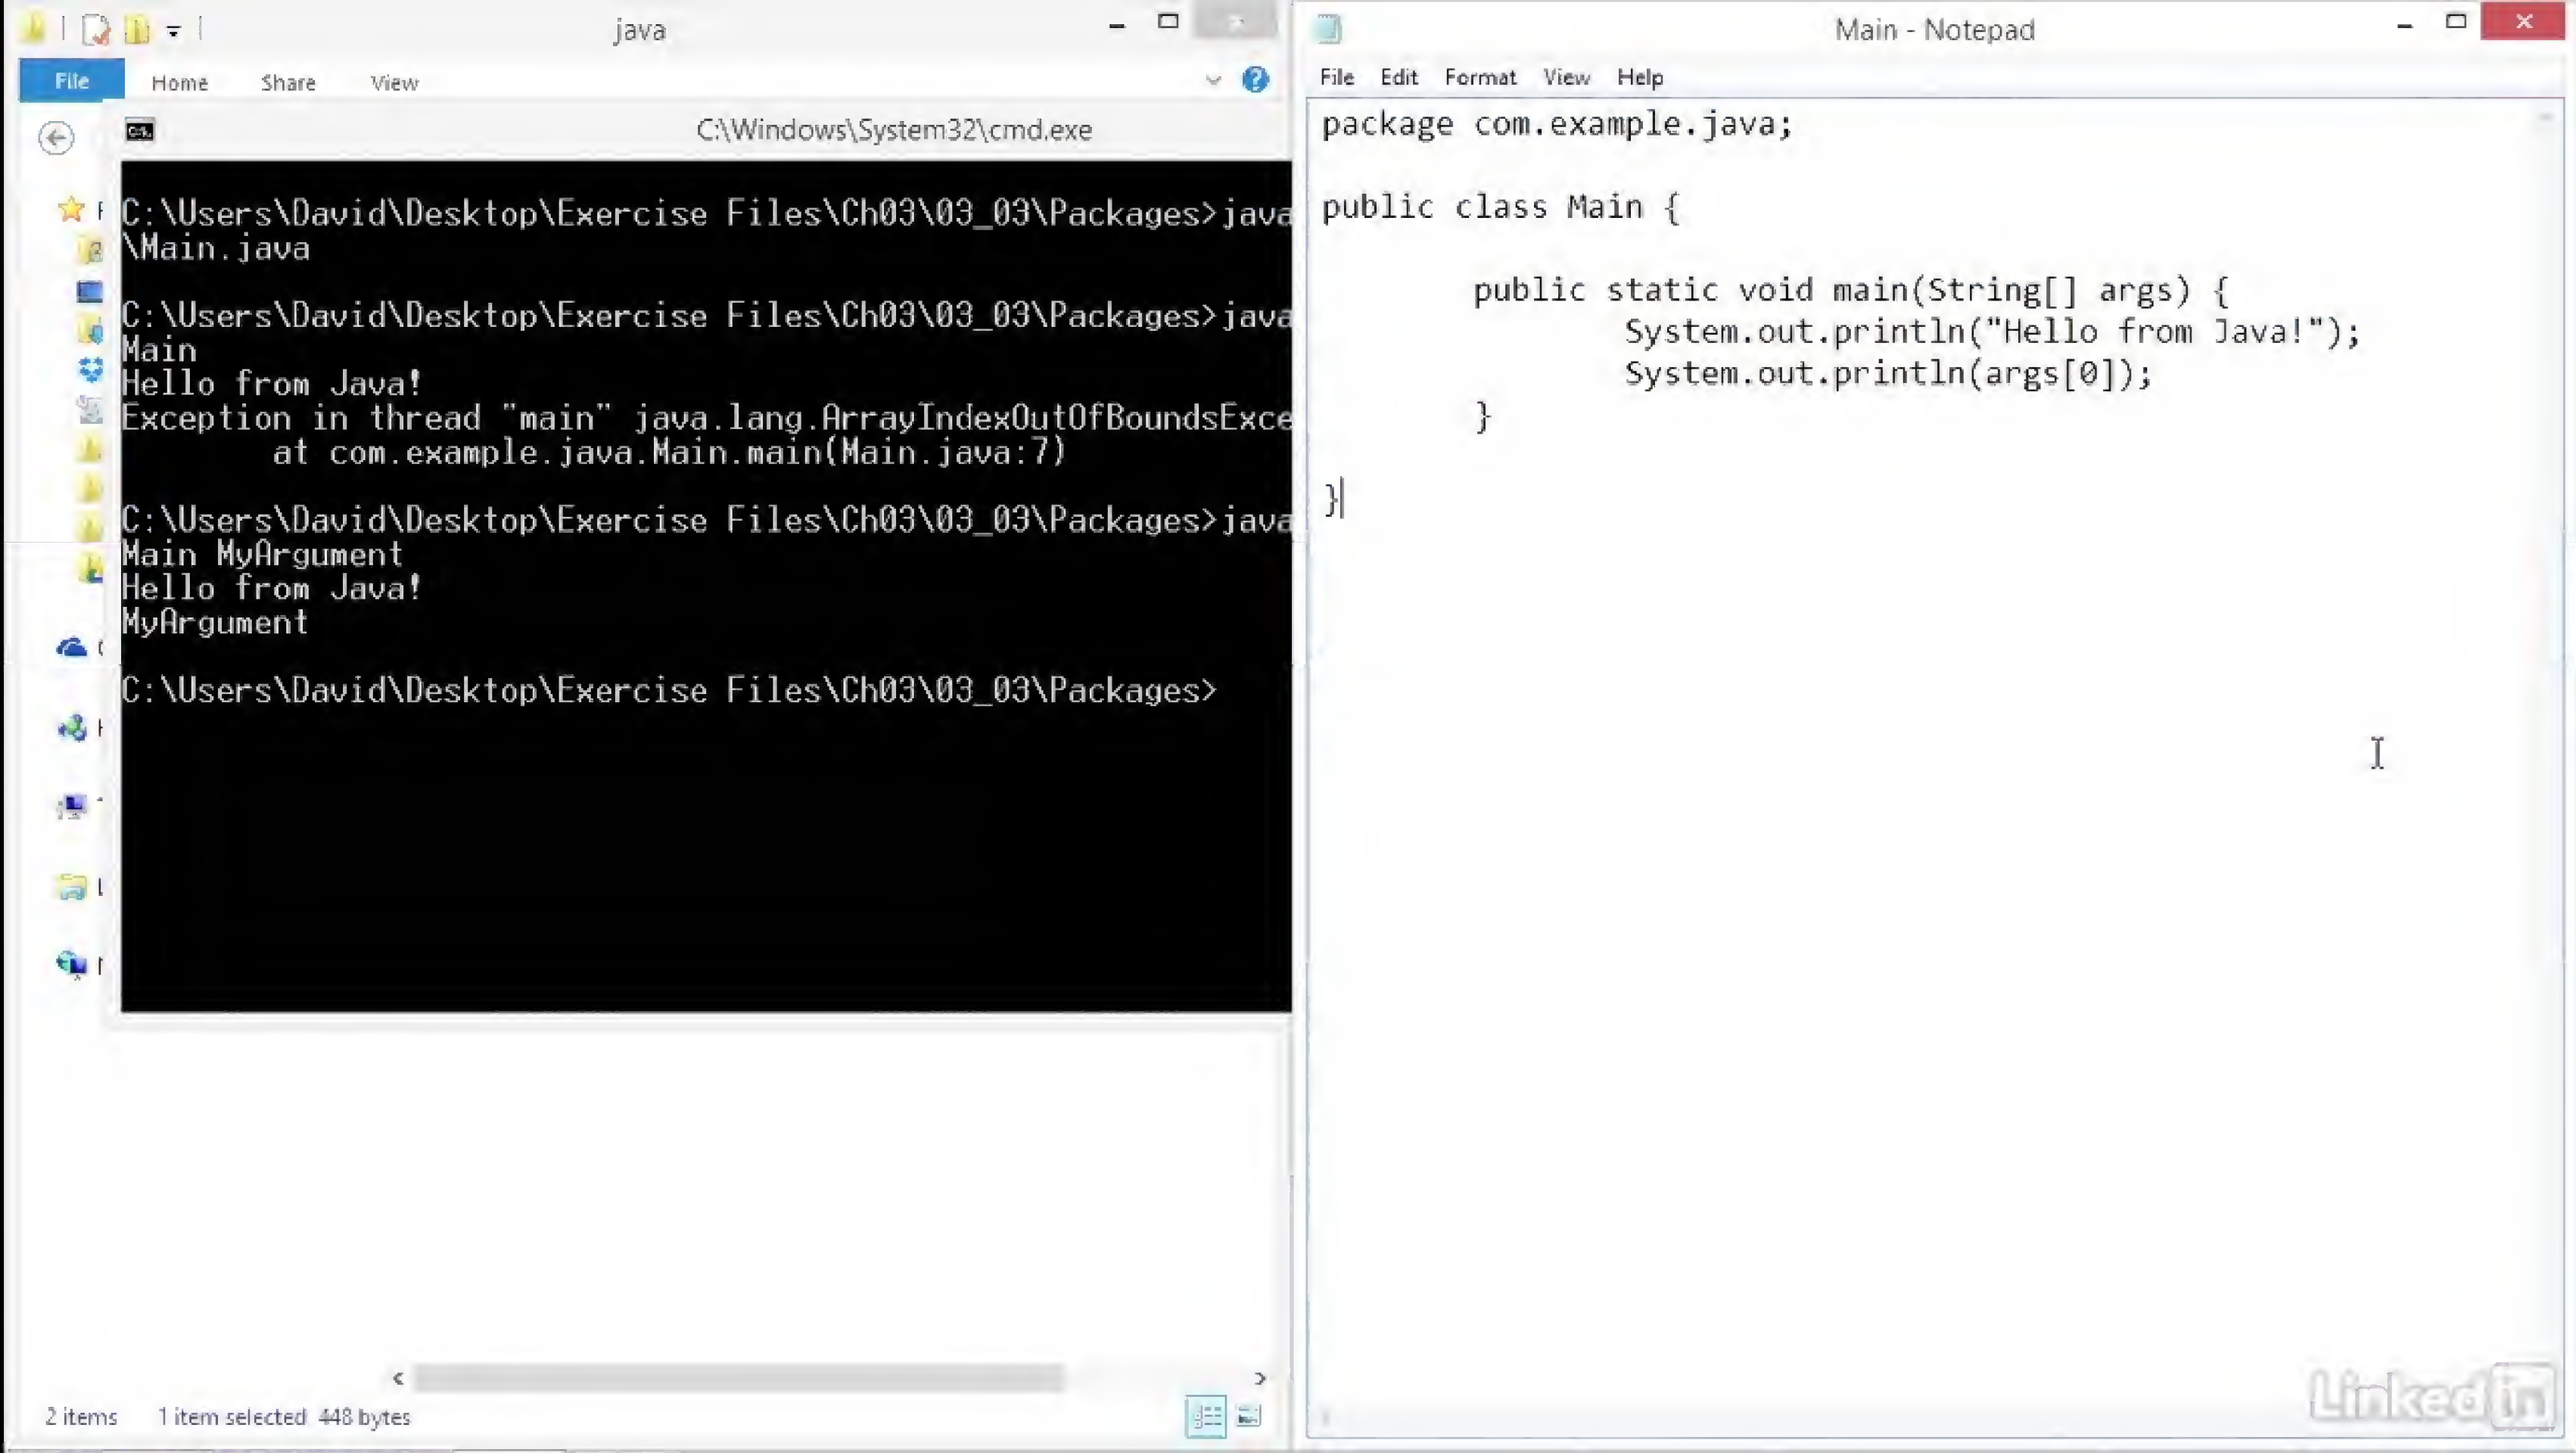 java
File Home Share View
C:\Windows\System32\cmd.exe
C:\Users\David\Desktop\Exercise Files\Ch03\03_03\Packages>java
\Main.java
C:\Users\David\Desktop\Exercise Files\Ch03\03_03\Packages>java
Main
Hello from Java!
Exception in thread "main" java.lang.ArrayIndexOutOfBoundsExce
at com.example.java.Main.main(Main.java:7)
C:\Users\David\Desktop\Exercise Files\Ch03\03_03\Packages>java
Main MyArgument
Hello from Java!
MyArgument
C:\Users\David\Desktop\Exercise Files\Ch03\03_03\Packages>
2 items 1 item selected 448 bytes
Main - Notepad
File Edit Format View Help
package com.example.java;
public class Main {
public static void main(String[] args) {
System.out.println("Hello from Java!");
System.out.println(args[0]);
}
}
Linked in